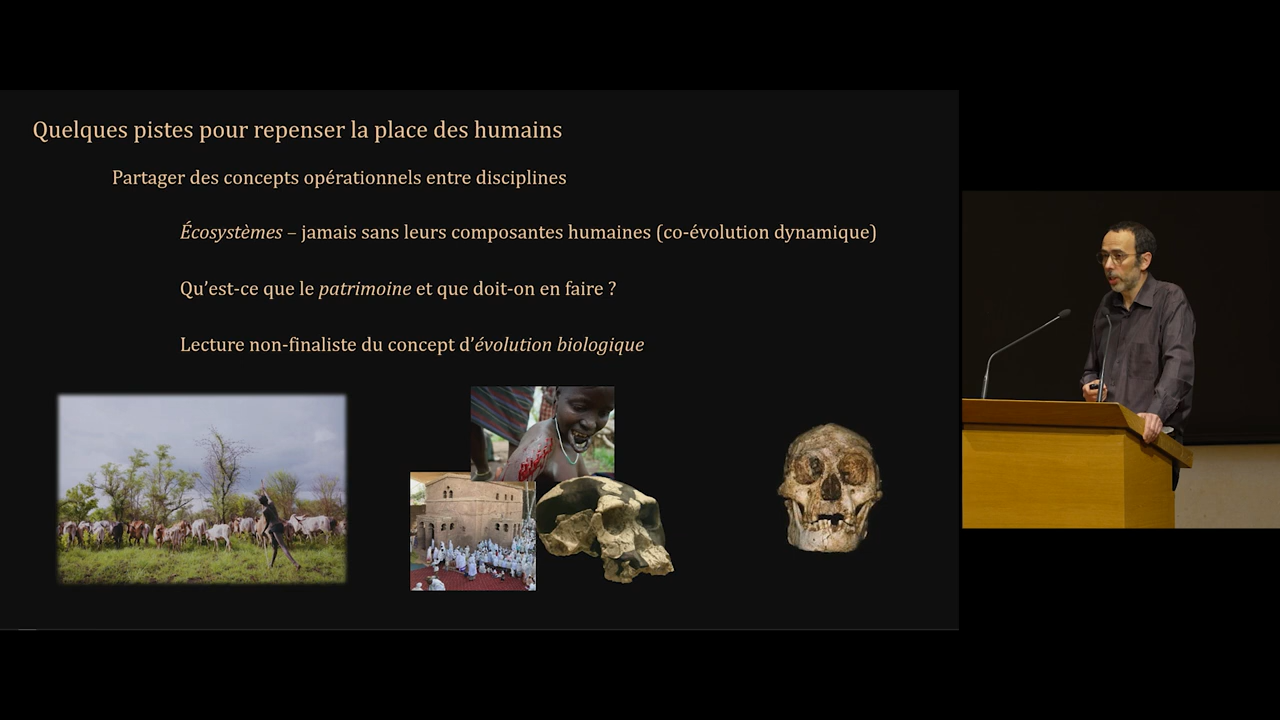 Quelques pistes pour repenser la place des humains
Partager des concepts opérationnels entre disciplines
Écosystèmes – jamais sans leurs composantes humaines (co-évolution dynamique)
Qu’est-ce que le patrimoine et que doit-on en faire ?
Lecture non-finaliste du concept d’évolution biologique